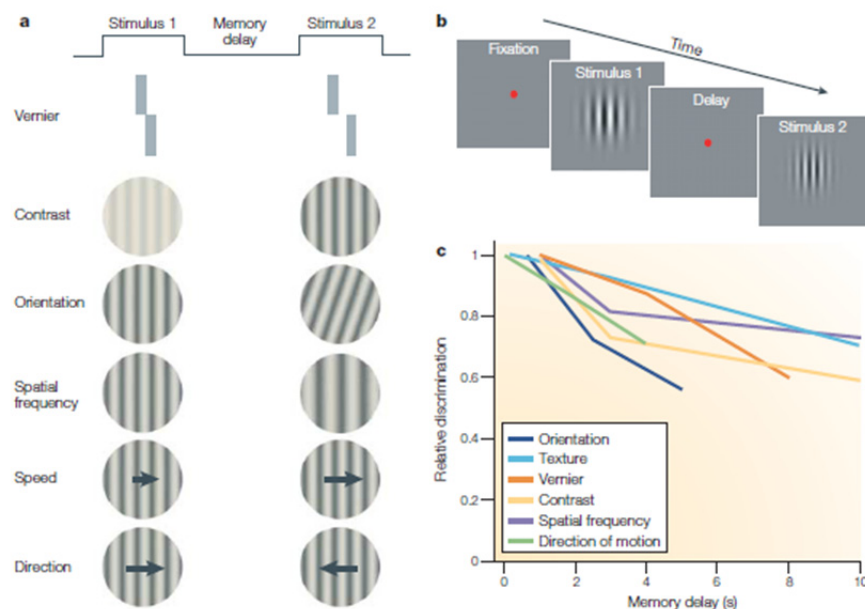 a
Stimulus 1
Memory
delay
Stimulus 2
Vernier
Contrast
Orientation
Spatial
frequency
Speed
Direction
b
Time
Fixation
Stimulus 1
Delay
Stimulus 2
c
Relative discrimination
1
0.8
0.6
0.4
0.2
0
Orientation
Texture
Vernier
Contrast
Spatial frequency
Direction of motion
0 2 4 6 8 10
Memory delay (s)